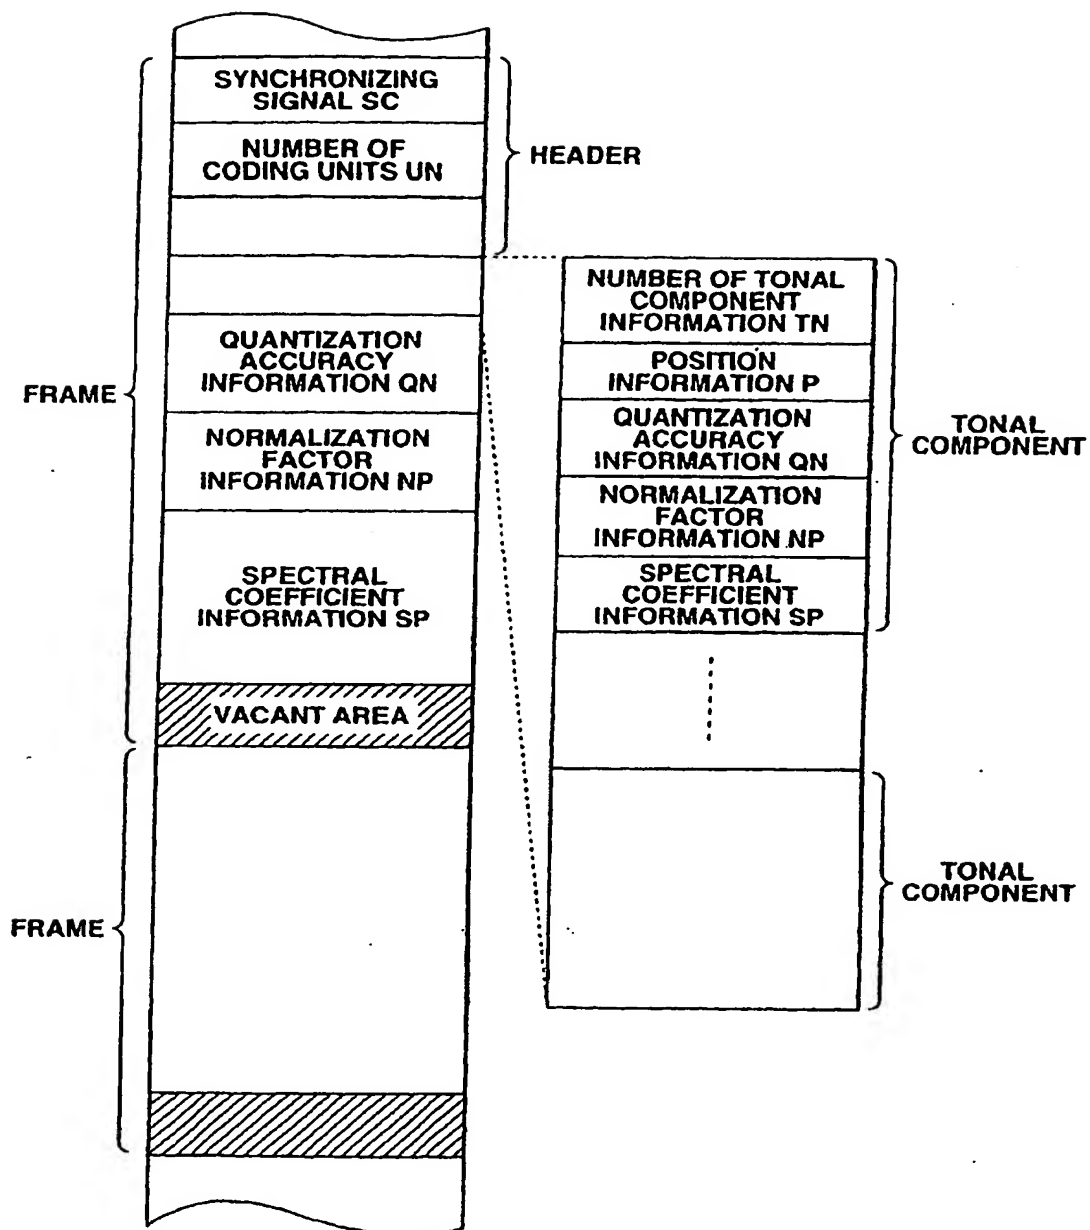 SYNCHRONIZING
SIGNAL SC
NUMBER OF
CODING UNITS UN
HEADER
FRAME
QUANTIZATION
ACCURACY
INFORMATION QN
NORMALIZATION
FACTOR
INFORMATION NP
SPECTRAL
COEFFICIENT
INFORMATION SP
VACANT AREA
FRAME
NUMBER OF TONAL
COMPONENT
INFORMATION TN
POSITION
INFORMATION P
QUANTIZATION
ACCURACY
INFORMATION QN
NORMALIZATION
FACTOR
INFORMATION NP
SPECTRAL
COEFFICIENT
INFORMATION SP
TONAL
COMPONENT
TONAL
COMPONENT